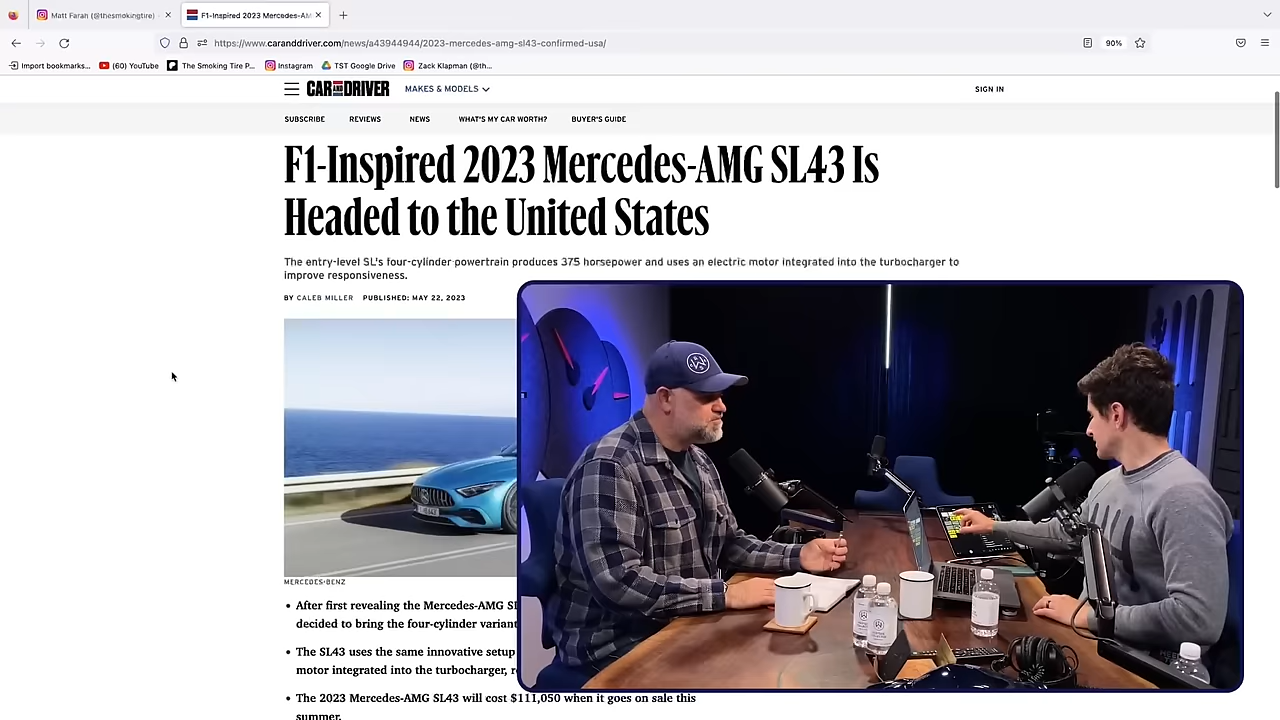 Matt Farah (@thesmokingtire)
F1-Inspired 2023 Mercedes-AM
https://www.caranddriver.com/news/a43944944/2023-mercedes-amg-sl43-confirmed-usa/
90%
Import bookmarks...
(60) YouTube
The Smoking Tire P...
Instagram
TST Google Drive
Zack Klapman (@th...
CAR AND DRIVER
MAKES & MODELS
SIGN IN
SUBSCRIBE
REVIEWS
NEWS
WHAT'S MY CAR WORTH?
BUYER'S GUIDE
F1-Inspired 2023 Mercedes-AMG SL43 Is
Headed to the United States
The entry-level SL's four-cylinder powertrain produces 375 horsepower and uses an electric motor integrated into the turbocharger to
improve responsiveness.
BY CALEB MILLER PUBLISHED: MAY 22, 2023
MERCEDES-BENZ
• After first revealing the Mercedes-AMG S
decided to bring the four-cylinder variant
• The SL43 uses the same innovative setup
motor integrated into the turbocharger, r
• The 2023 Mercedes-AMG SL43 will cost $111,050 when it goes on sale this
summer.